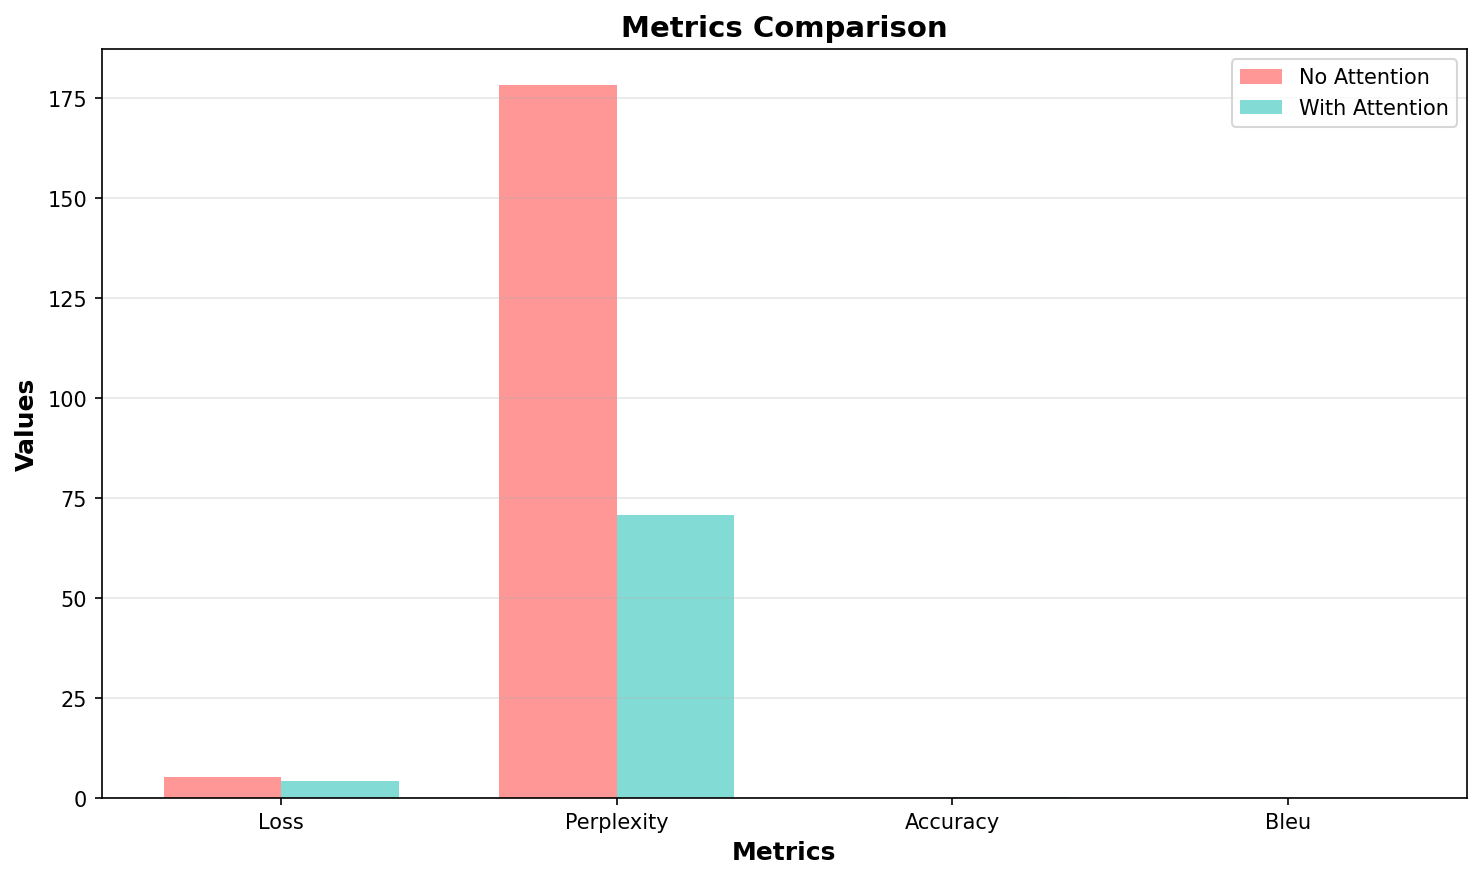 Metrics Comparison
No Attention
With Attention
175
150
125
100
75
50
25
0
Values
Loss
Perplexity
Accuracy
Bleu
Metrics